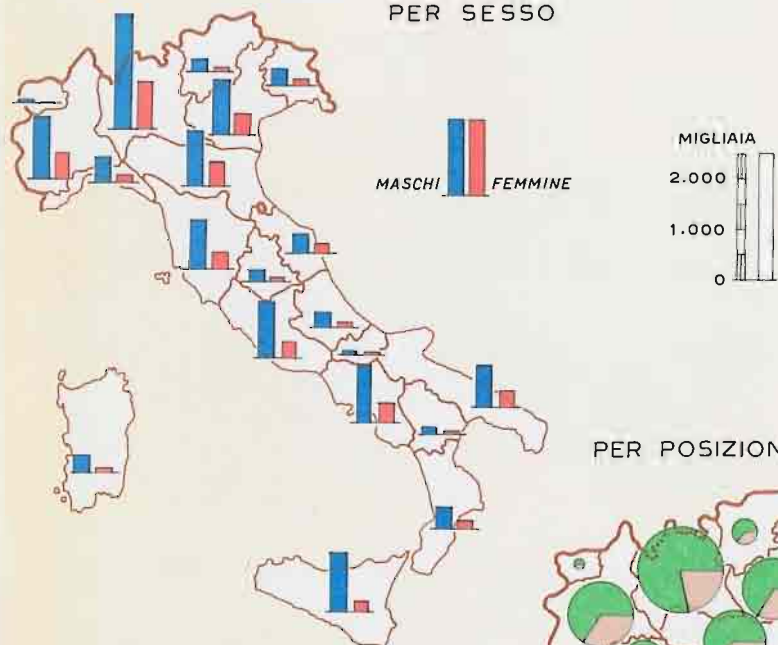 PER SESSO
MIGLIAIA
2.000
MASCHI FEMMINE
1.000
0
PER POSIZION